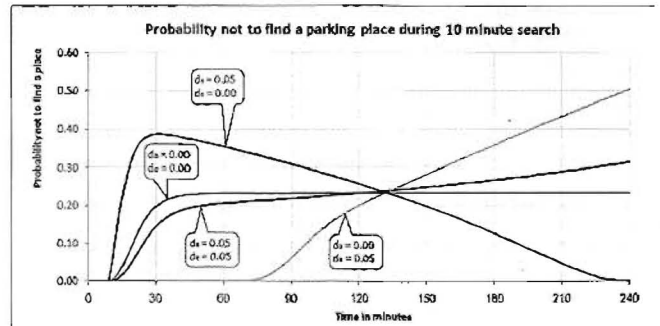 Probability not to find a parking place during 10 minute search
Probability not to find a place
0.60
0.50
0.40
0.30
0.20
0.10
0.00
dₐ = 0.05
dₑ = 0.00
dₐ = 0.00
dₑ = 0.00
dₐ = 0.05
dₑ = 0.05
dₐ = 0.00
dₑ = 0.05
0 30 60 90 120 150 180 210 240
Time in minutes